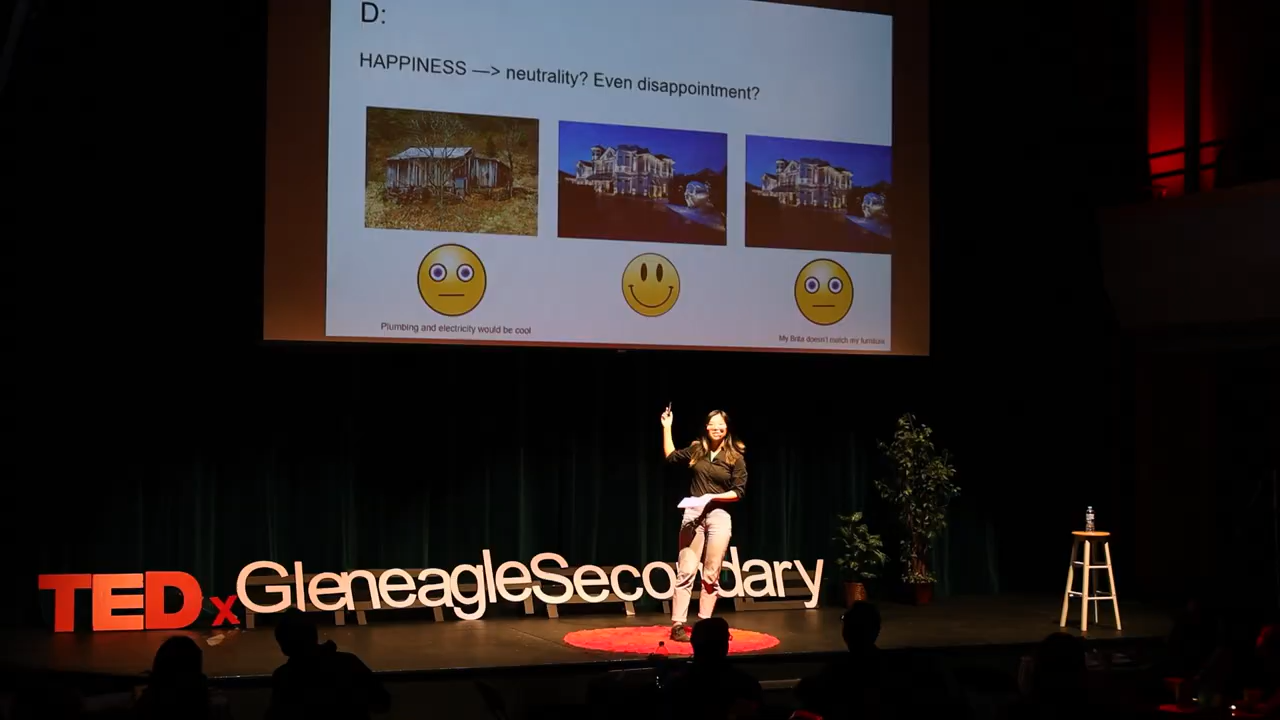 D:
HAPPINESS —> neutrality? Even disappointment?
Plumbing and electricity would be cool
My Brita doesn't match my furniture
TEDxGleneagleSecondary